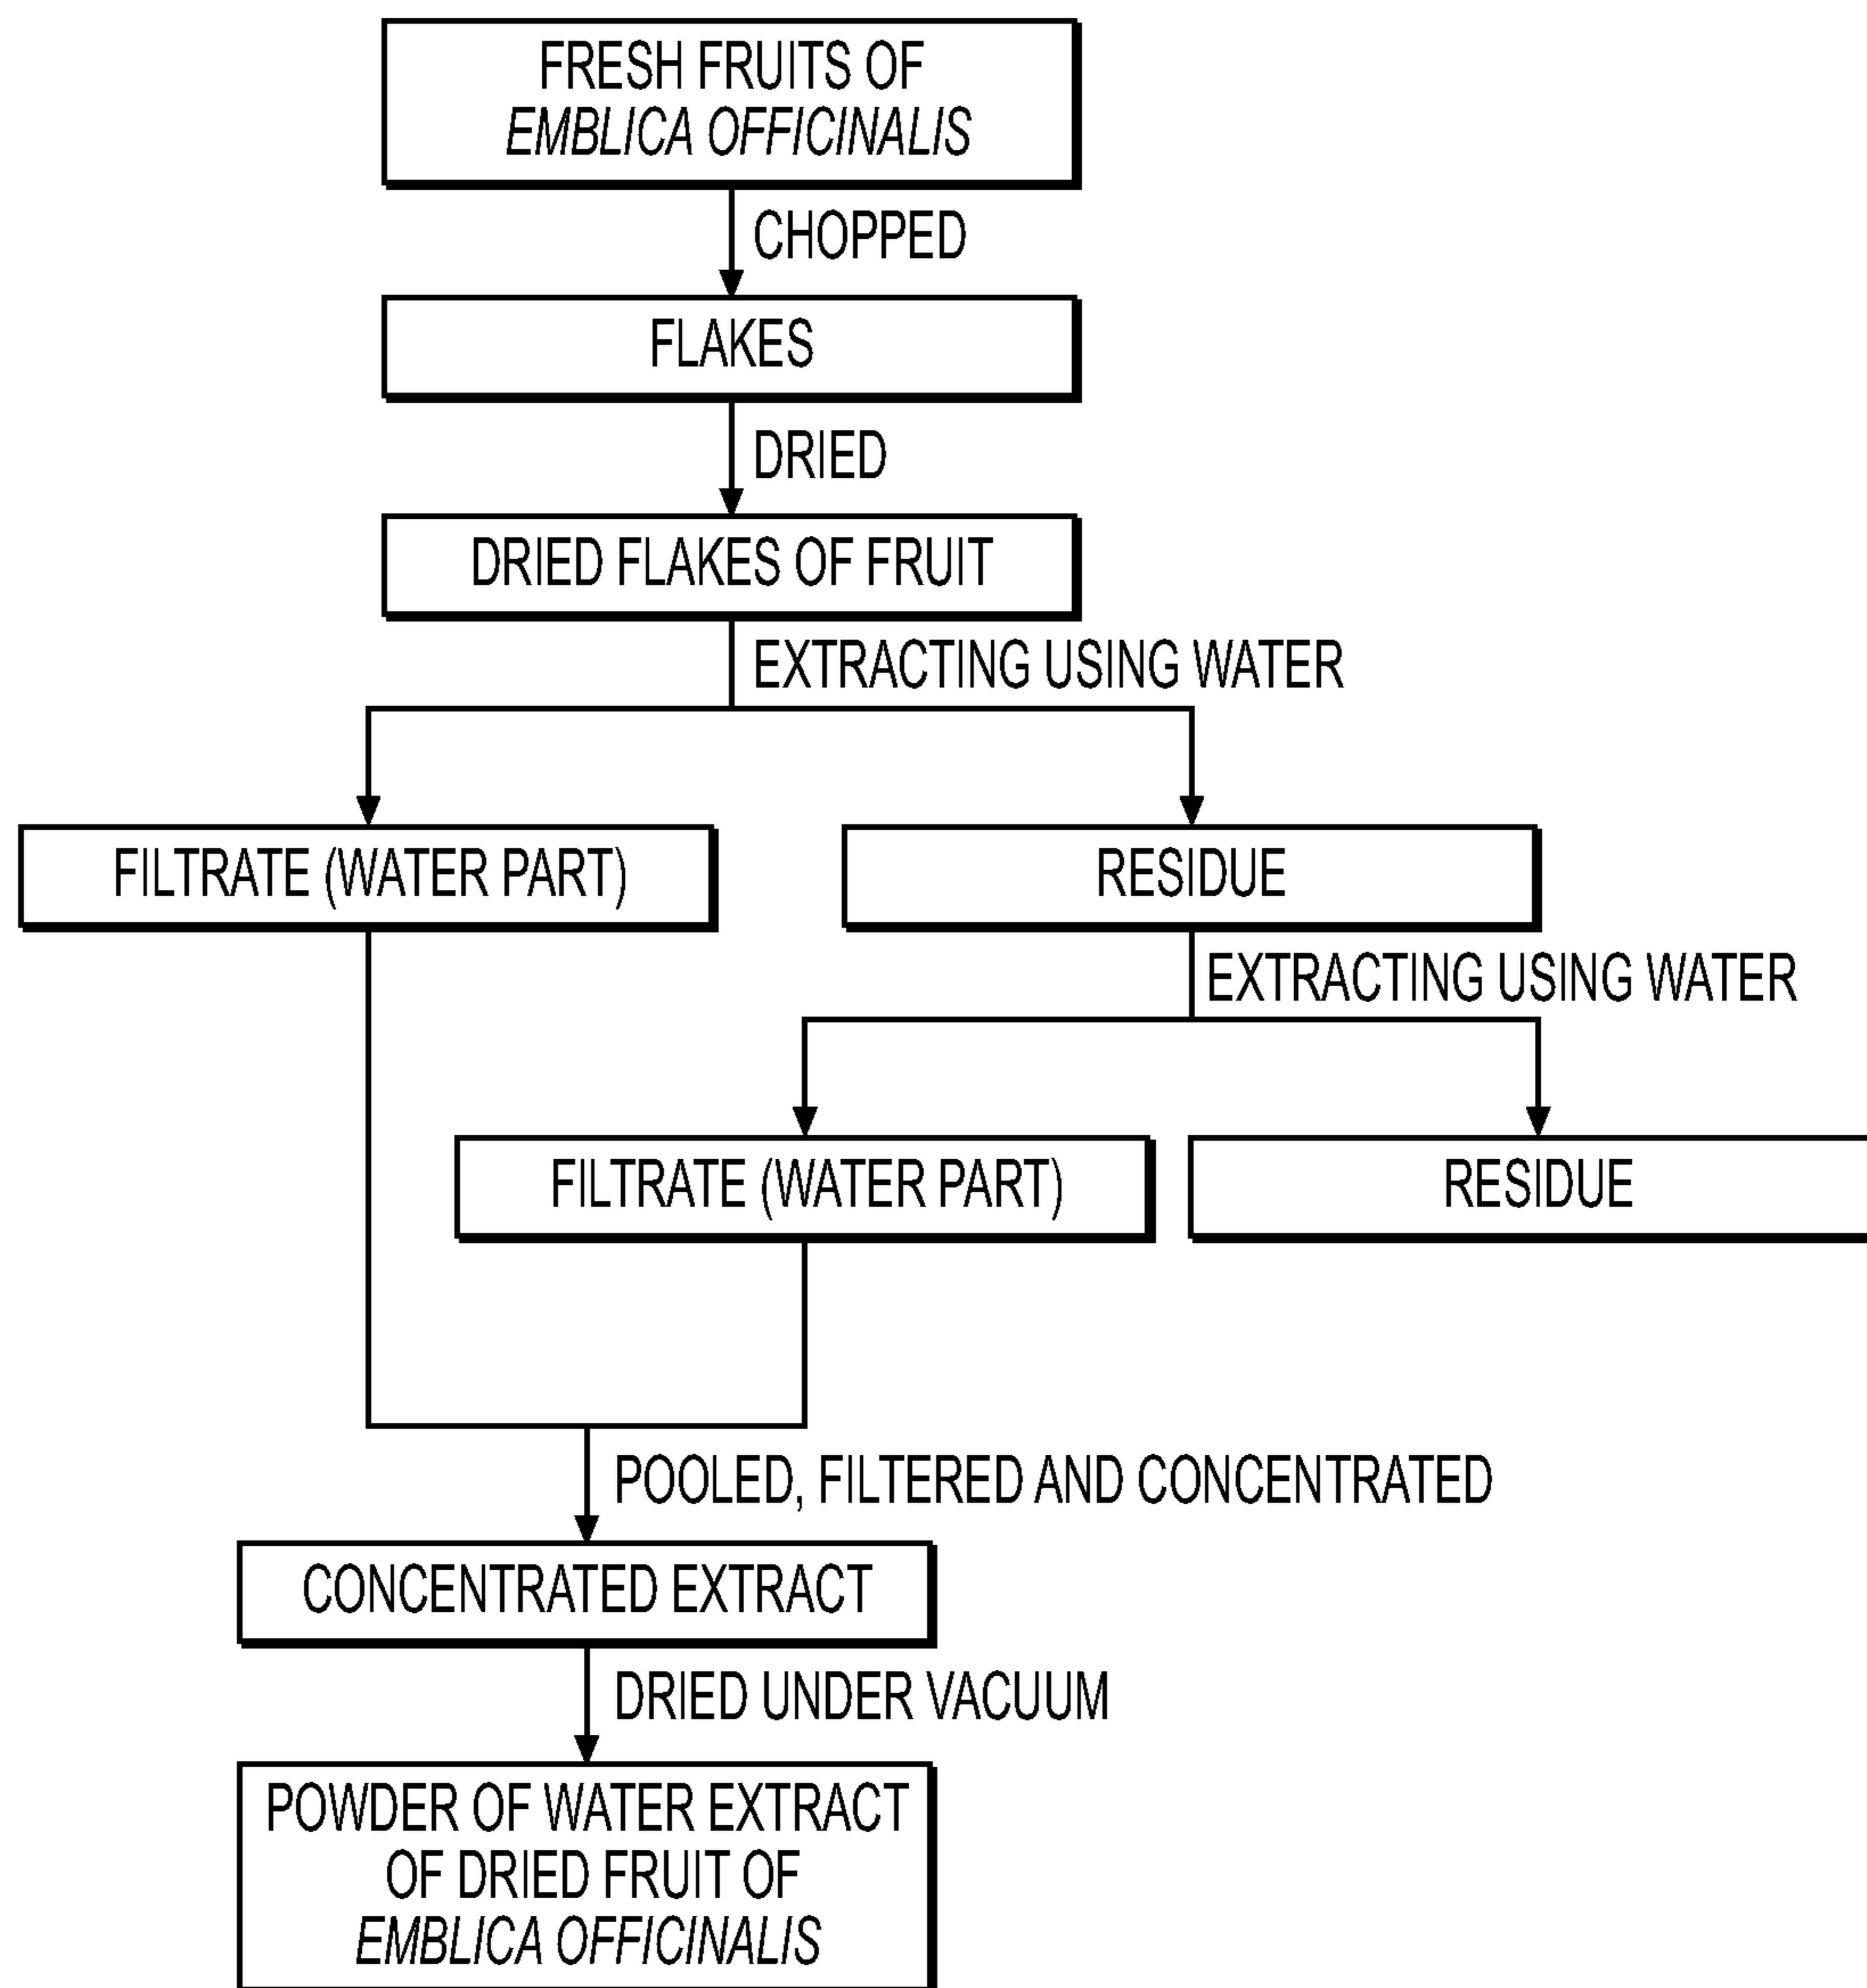 FRESH FRUITS OF
EMBLICA OFFICINALIS
CHOPPED
FLAKES
DRIED
DRIED FLAKES OF FRUIT
EXTRACTING USING WATER
FILTRATE (WATER PART)
RESIDUE
EXTRACTING USING WATER
FILTRATE (WATER PART)
RESIDUE
POOLED, FILTERED AND CONCENTRATED
CONCENTRATED EXTRACT
DRIED UNDER VACUUM
POWDER OF WATER EXTRACT
OF DRIED FRUIT OF
EMBLICA OFFICINALIS